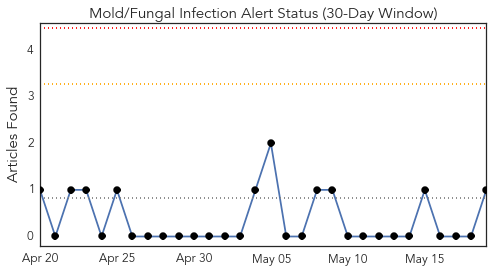 Mold/Fungal Infection Alert Status (30-Day Window)
Articles Found
4
3
2
1
0
Apr 20 Apr 25 Apr 30 May 05 May 10 May 15